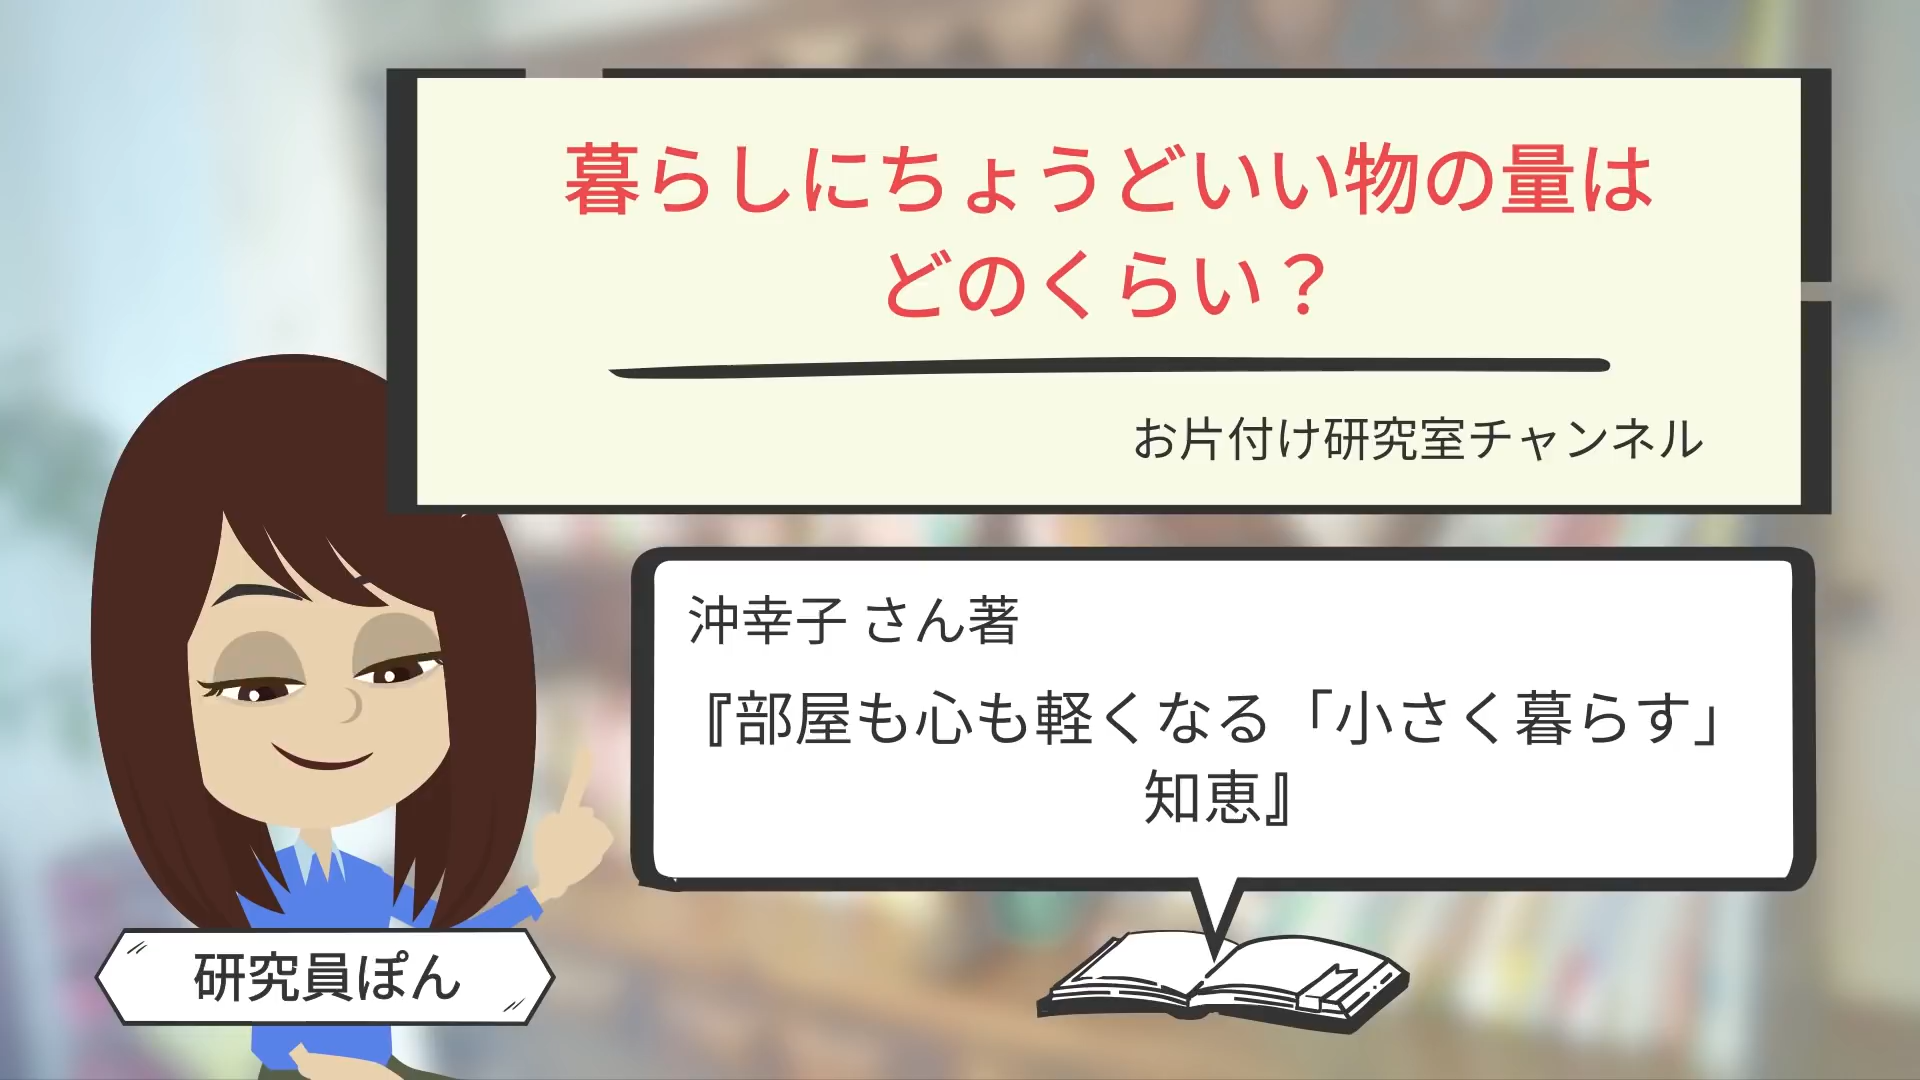 暮らしにちょうどいい物の量は
どのくらい？
お片付け研究室チャンネル
沖幸子 さん著
『部屋も心も軽くなる「小さく暮らす」
知恵』
研究員ぽん